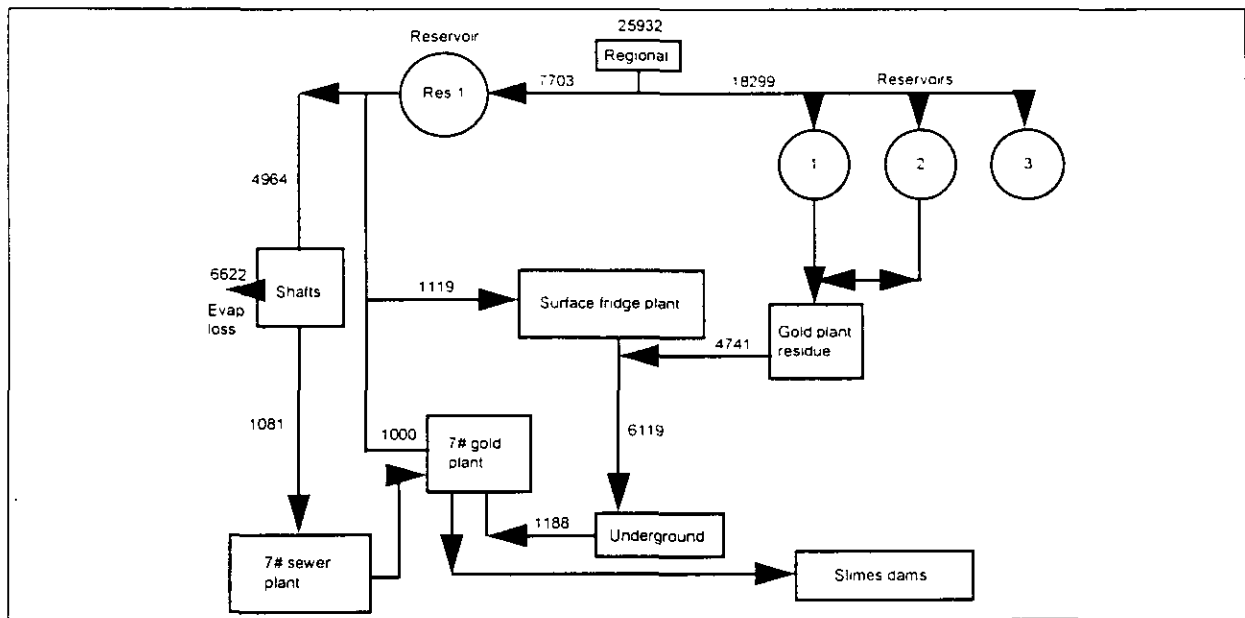 25932
Reservoir
Regional
7703
18299
Reservoirs
Res 1
1
2
3
4964
6622
Evap
loss
Shafts
1119
Surface fridge plant
4741
Gold plant
residue
1081
1000
7# gold
plant
6119
1188
Underground
7# sewer
plant
Slimes dams